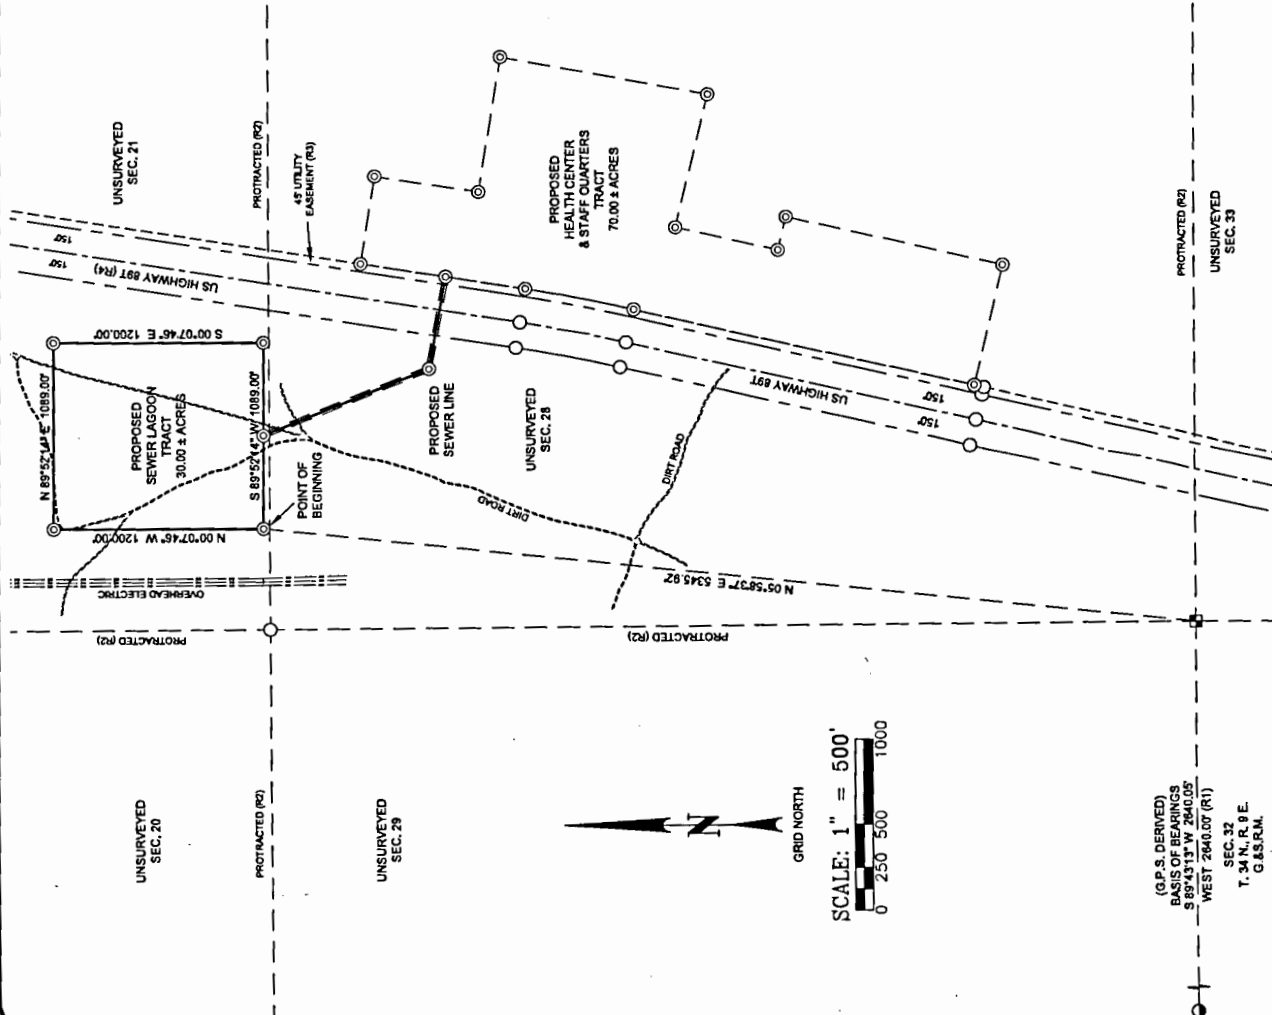 UNSURVEYED
SEC. 21
PROTRACTED (R2)
45' UTILITY
EASEMENT (R3)
150'
150'
US HIGHWAY 89T (R4)
S 00°07'46" E 1200.00'
N 89°52'14" E 1089.00'
PROPOSED
SEWER LAGOON
TRACT
30.00 ± ACRES
S 89°52'14" W 1089.00'
N 00°07'46" W 1200.00'
POINT OF
BEGINNING
OVERHEAD ELECTRIC
PROTRACTED (R2)
PROPOSED
HEALTH CENTER
& STAFF QUARTERS
TRACT
70.00 ± ACRES
PROPOSED
SEWER LINE
UNSURVEYED
SEC. 28
DIRT ROAD
DIRT ROAD
US HIGHWAY 89T
150'
150'
N 05°58'37" E 5345.92'
PROTRACTED (R2)
PROTRACTED (R2)
UNSURVEYED
SEC. 33
UNSURVEYED
SEC. 20
PROTRACTED (R2)
UNSURVEYED
SEC. 29
N
GRID NORTH
SCALE: 1" = 500'
0 250 500 1000
(G.P.S. DERIVED)
BASIS OF BEARINGS
S 89°43'13" W 2640.05'
WEST 2640.00' (R1)
SEC. 32
T. 34 N., R. 9 E.
G.&S.R.M.